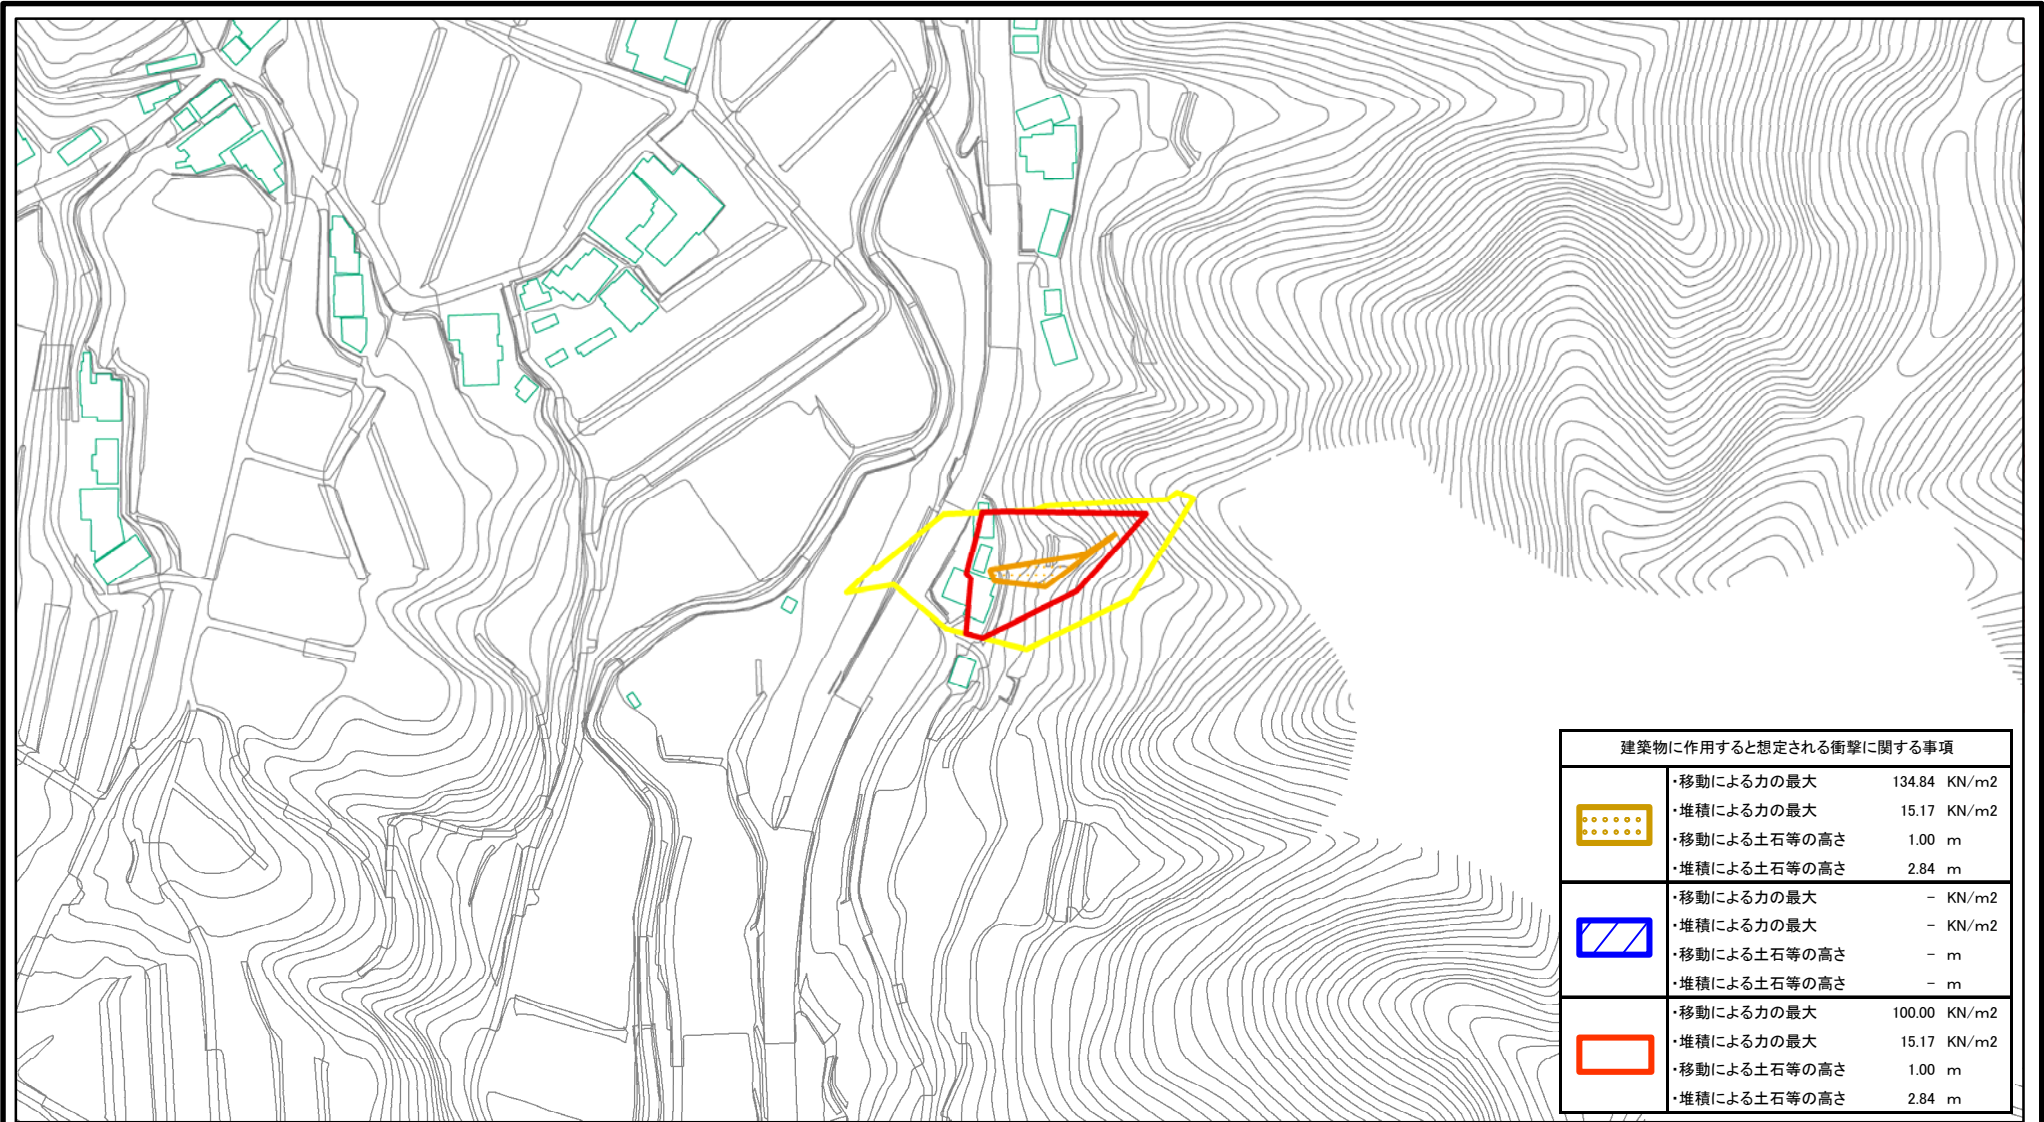 建築物に作用すると想定される衝撃に関する事項
・移動による力の最大 134.84 KN/m2
・堆積による力の最大 15.17 KN/m2
・移動による土石等の高さ 1.00 m
・堆積による土石等の高さ 2.84 m
・移動による力の最大 - KN/m2
・堆積による力の最大 - KN/m2
・移動による土石等の高さ - m
・堆積による土石等の高さ - m
・移動による力の最大 100.00 KN/m2
・堆積による力の最大 15.17 KN/m2
・移動による土石等の高さ 1.00 m
・堆積による土石等の高さ 2.84 m